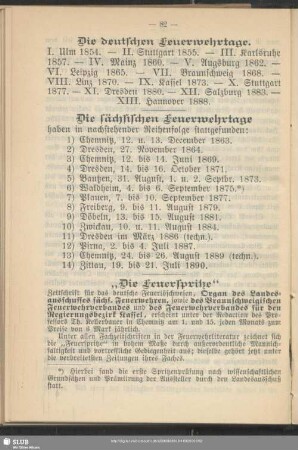 — 82 —
Die deutschen Feuerwehrtage.
I. Ulm 1854. — II. Stuttgart 1855. — III. Karlsruhe
1857. — IV. Mainz 1860. — V. Augsburg 1862. —
VI. Leipzig 1865. — VII. Braunschweig 1868. —
VIII. Linz 1870. — IX. Kassel 1873. — X. Stuttgart
1877. — XI. Dresden 1880. — XII. Salzburg 1883. —
XIII. Hannover 1888.
Die sächsischen Feuerwehrtage
haben in nachstehender Reihenfolge stattgefunden:
1) Chemnitz, 12. u. 13. December 1863.
2) Dresden, 27. November 1864.
3) Chemnitz, 12. bis 14. Juni 1869.
4) Dresden, 14. bis 16. October 1871.
5) Bautzen, 31. August, 1. u. 2. Septbr. 1873.
6) Waldheim, 4. bis 6. September 1875.*)
7) Plauen, 7. bis 10. September 1877.
8) Freiberg, 9. bis 11. August 1879.
9) Döbeln, 13. bis 15. August 1881.
10) Zwickau, 10. u. 11. August 1884.
11) Dresden im März 1886 (techn.).
12) Pirna, 2. bis 4. Juli 1887.
13) Chemnitz, 24. bis 26. August 1889 (techn.).
14) Zittau, 19. bis 21. Juli 1890.
„Die Feuerspritze“
Zeitschrift für das deutsche Feuerlöschwesen, Organ des Landes-
ausschusses sächs. Feuerwehren, sowie des Braunschweigischen
Feuerwehrverbandes und des Feuerwehrverbandes für den
Regierungsbezirk Kassel, erscheint unter der Redaction des Pro-
fessors Th. Kellerbauer in Chemnitz am 1. und 15. jeden Monats zum
Preise von 4 Mark jährlich.
Unter allen Fachzeitschriften in der Feuerwehrliteratur zeichnet sich
die „Feuerspritze“ in hohem Maße durch außerordentliche Mannich-
faltigkeit und vortreffliche Gediegenheit aus; dieselbe gehört jetzt unter
die verbreitetsten Zeitungen ihres Faches.
*) Hierbei fand die erste Spritzenprüfung nach wissenschaftlichen
Grundsätzen und Prämiirung der Aussteller durch den Landesausschuß
statt.
SLUB
Wir führen Wissen.